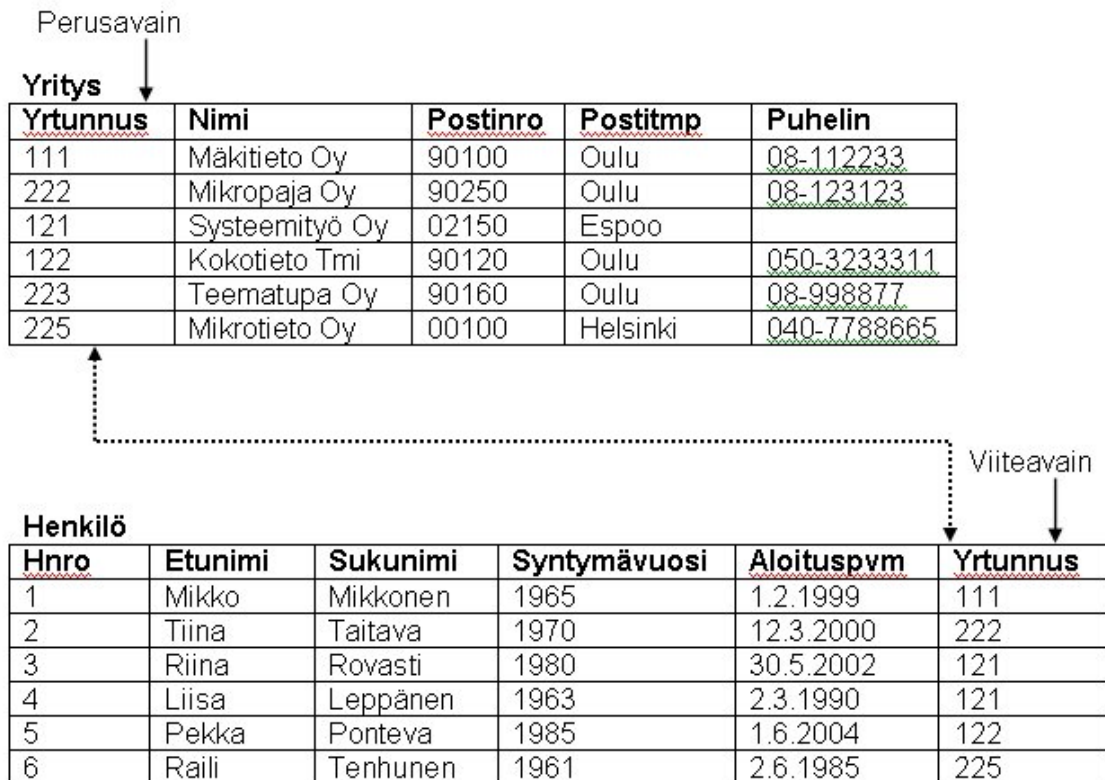 Perusavain
Yritys
Yrtunnus Nimi Postinro Postitmp Puhelin
111 Mäkitieto Oy 90100 Oulu 08-112233
222 Mikropaja Oy 90250 Oulu 08-123123
121 Systeemityö Oy 02150 Espoo
122 Kokotieto Tmi 90120 Oulu 050-3233311
223 Teematupa Oy 90160 Oulu 08-998877
225 Mikrotieto Oy 00100 Helsinki 040-7788665
Viiteavain
Henkilö
Hnro Etunimi Sukunimi Syntymävuosi Aloituspvm Yrtunnus
1 Mikko Mikkonen 1965 1.2.1999 111
2 Tiina Taitava 1970 12.3.2000 222
3 Riina Rovasti 1980 30.5.2002 121
4 Liisa Leppänen 1963 2.3.1990 121
5 Pekka Ponteva 1985 1.6.2004 122
6 Raili Tenhunen 1961 2.6.1985 225